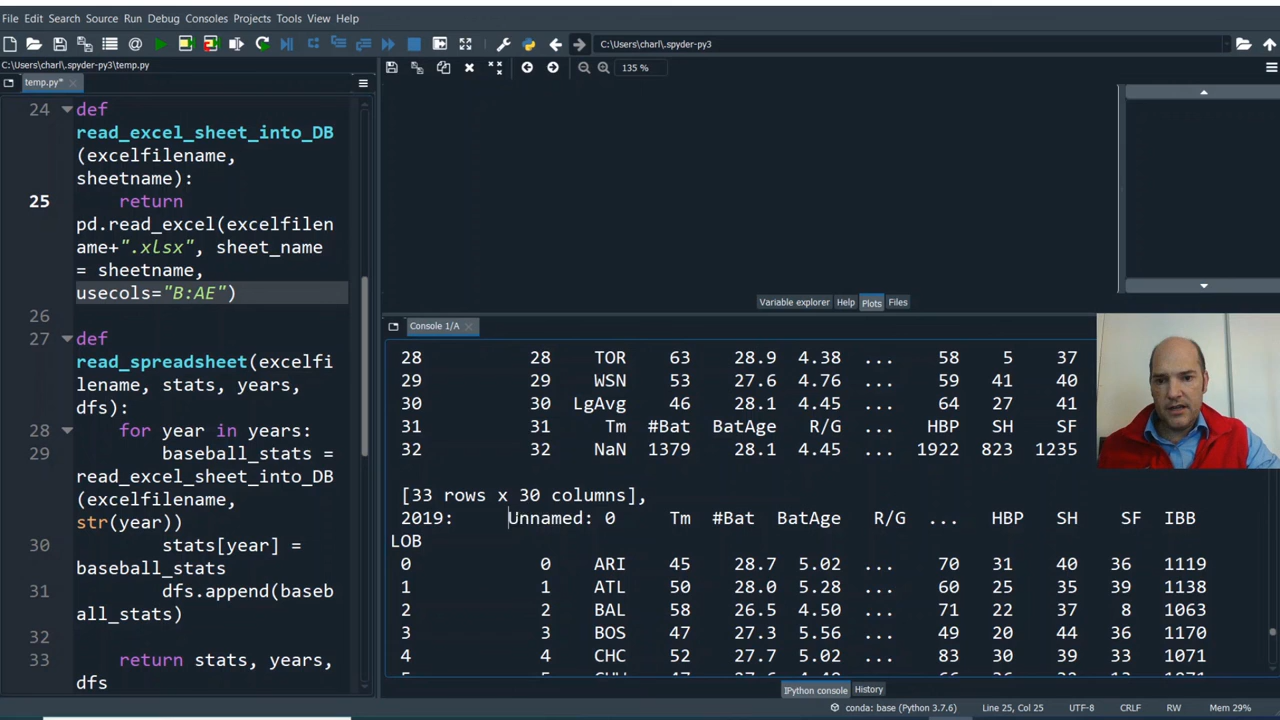 File Edit Search Source Run Debug Consoles Projects Tools View Help
C:\Users\charl\.spyder-py3
C:\Users\charl\.spyder-py3\temp.py
temp.py*
135 %
24 def
read_excel_sheet_into_DB
(excelfilename,
sheetname):
25 return
pd.read_excel(excelfilen
ame+".xlsx", sheet_name
= sheetname,
usecols="B:AE")
26
27 def
read_spreadsheet(excelfi
lename, stats, years,
dfs):
28 for year in years:
29 baseball_stats =
read_excel_sheet_into_DB
(excelfilename,
str(year))
30 stats[year] =
baseball_stats
31 dfs.append(baseb
all_stats)
32
33 return stats, years,
dfs
Variable explorer Help Plots Files
Console 1/A
28 28 TOR 63 28.9 4.38 ... 58 5 37
29 29 WSN 53 27.6 4.76 ... 59 41 40
30 30 LgAvg 46 28.1 4.45 ... 64 27 41
31 31 Tm #Bat BatAge R/G ... HBP SH SF
32 32 NaN 1379 28.1 4.45 ... 1922 823 1235
[33 rows x 30 columns],
2019: Unnamed: 0 Tm #Bat BatAge R/G ... HBP SH SF IBB
LOB
0 0 ARI 45 28.7 5.02 ... 70 31 40 36 1119
1 1 ATL 50 28.0 5.28 ... 60 25 35 39 1138
2 2 BAL 58 26.5 4.50 ... 71 22 37 8 1063
3 3 BOS 47 27.3 5.56 ... 49 20 44 36 1170
4 4 CHC 52 27.7 5.02 ... 83 30 39 33 1071
IPython console History
conda: base (Python 3.7.6) Line 25, Col 25 UTF-8 CRLF RW Mem 29%